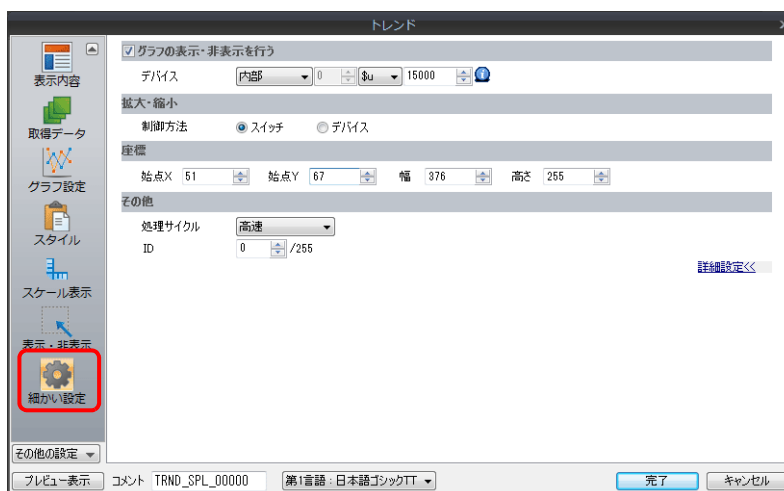 トレンド
表示内容
取得データ
グラフ設定
スタイル
スケール表示
表示・非表示
細かい設定
その他の設定
グラフの表示・非表示を行う
デバイス 内部 0 $u 15000
拡大・縮小
制御方法 スイッチ デバイス
座標
始点X 51 始点Y 67 幅 376 高さ 255
その他
処理サイクル 高速
ID 0 /255
詳細設定<<
プレビュー表示 コメント TRND_SPL_00000 第1言語:日本語ゴシックTT 完了 キャンセル